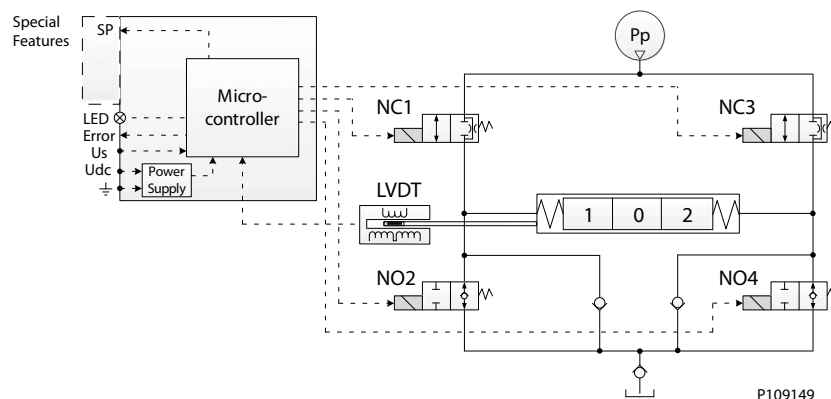 Special
Features
SP
Pp
Micro-
controller
NC1
NC3
LED
Error
Us
Udc
Power
Supply
LVDT
1 0 2
NO2
NO4
P109149